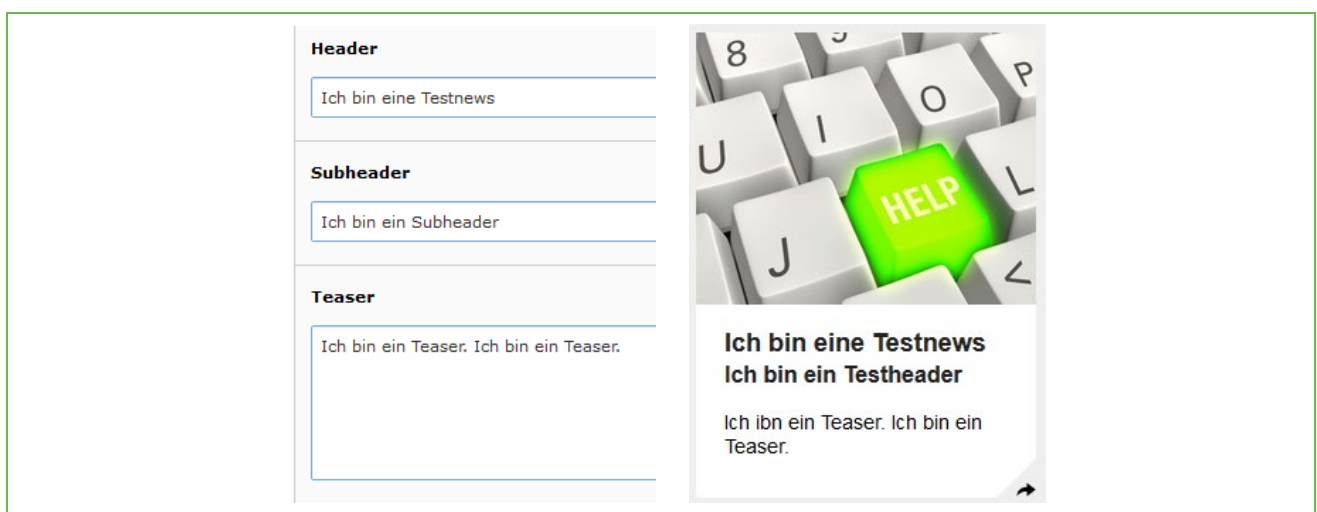 Header
Ich bin eine Testnews
Subheader
Ich bin ein Subheader
Teaser
Ich bin ein Teaser. Ich bin ein Teaser.
8 9
U I O P
J HELP L
<
Ich bin eine Testnews
Ich bin ein Testheader
Ich ibn ein Teaser. Ich bin ein
Teaser.